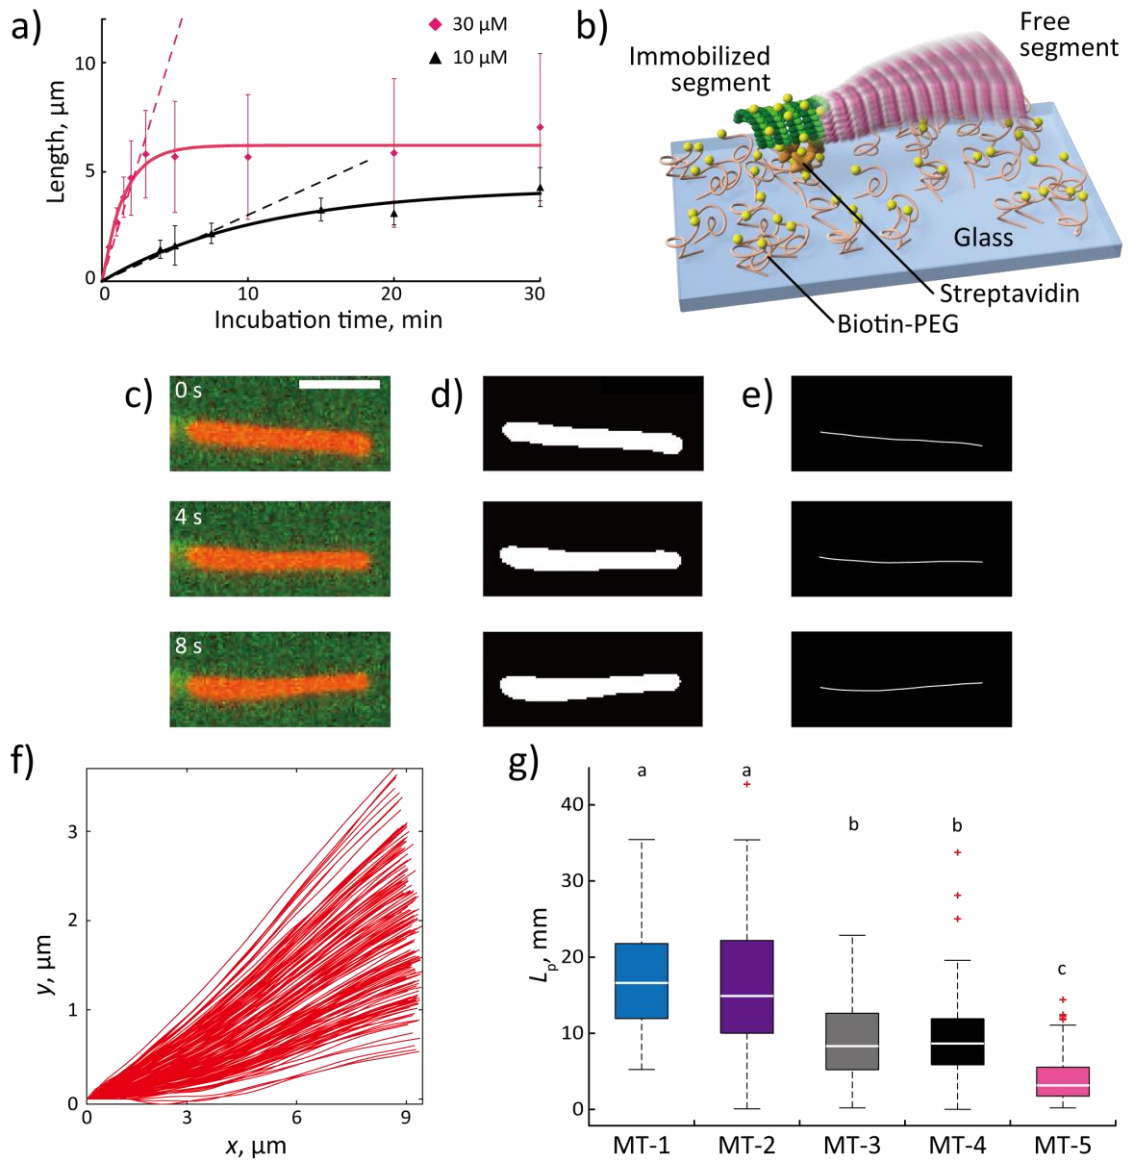 a)
Length, µm
10
5
0
30 µM
10 µM
0
10
20
30
Incubation time, min
b)
Immobilized
segment
Free
segment
Glass
Streptavidin
Biotin-PEG
c)
0 s
4 s
8 s
d)
e)
f)
y, µm
3
2
1
0
0
3
6
9
x, µm
g)
Lp, mm
40
30
20
10
0
a
a
b
b
c
MT-1
MT-2
MT-3
MT-4
MT-5